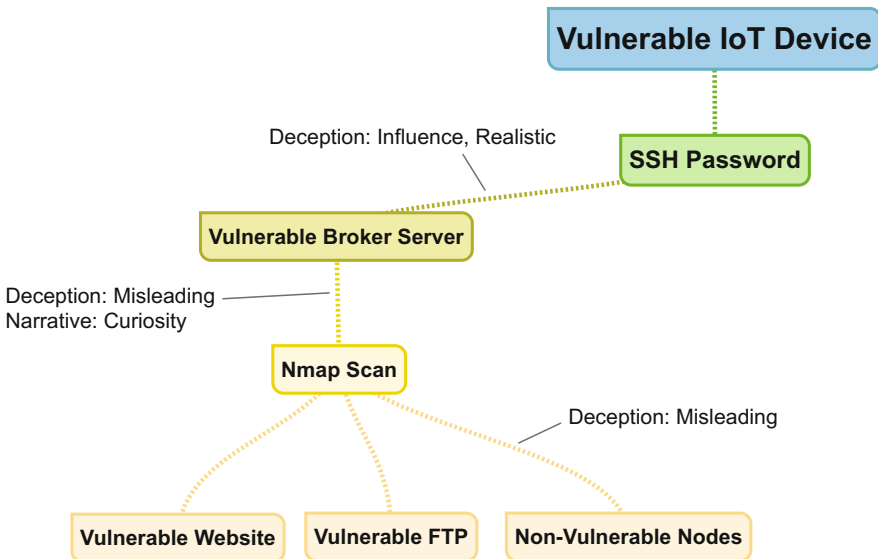 Vulnerable IoT Device
Deception: Influence, Realistic
SSH Password
Vulnerable Broker Server
Deception: Misleading
Narrative: Curiosity
Nmap Scan
Deception: Misleading
Vulnerable Website
Vulnerable FTP
Non-Vulnerable Nodes